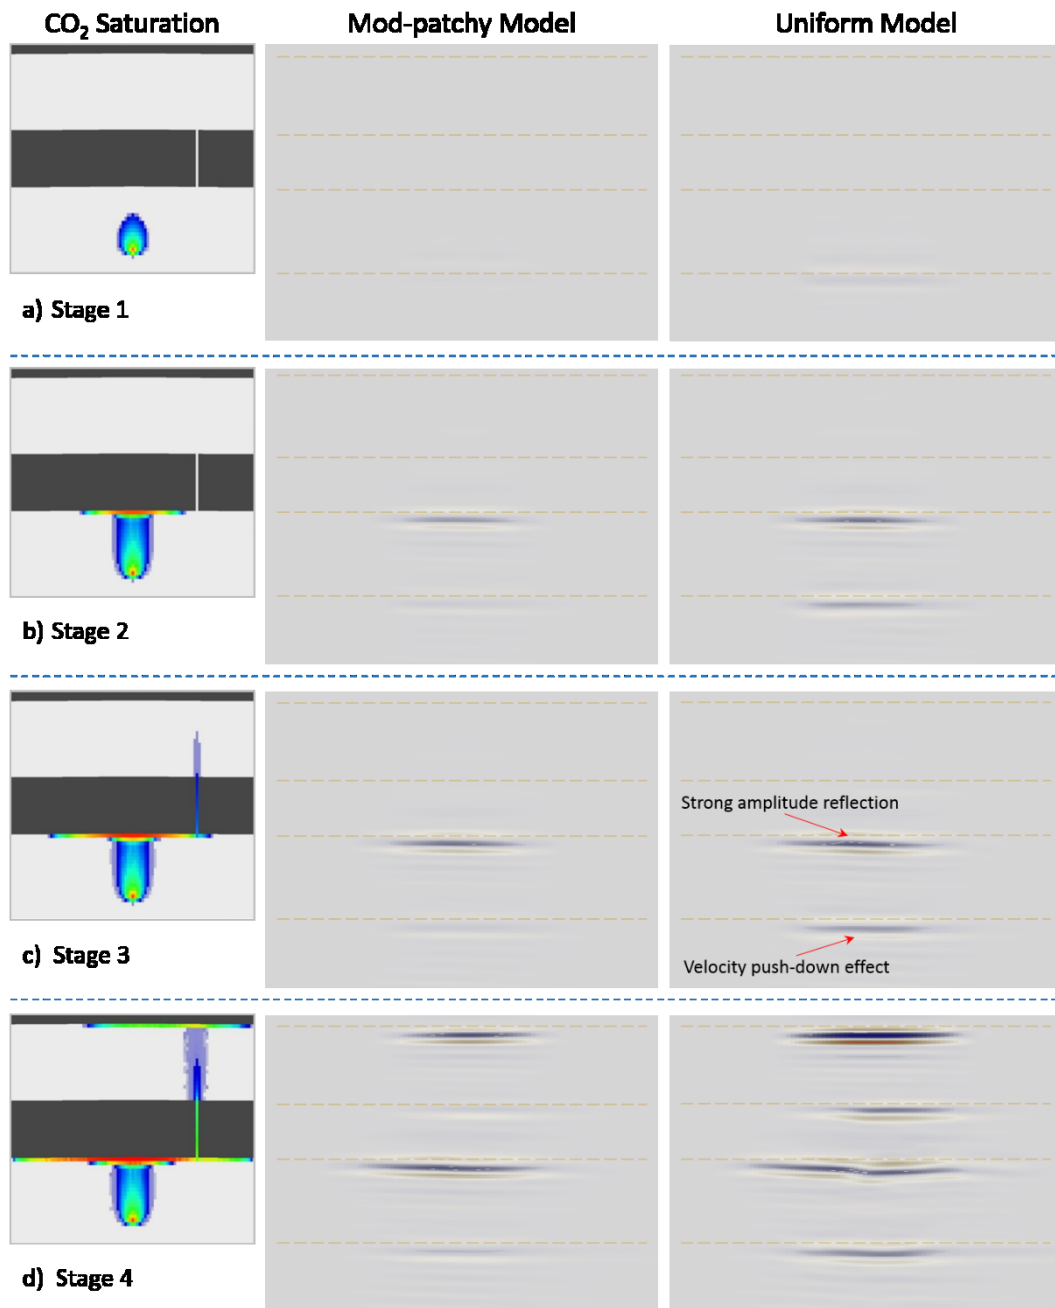 CO₂ Saturation
Mod-patchy Model
Uniform Model
a) Stage 1
b) Stage 2
Strong amplitude reflection
c) Stage 3
Velocity push-down effect
d) Stage 4